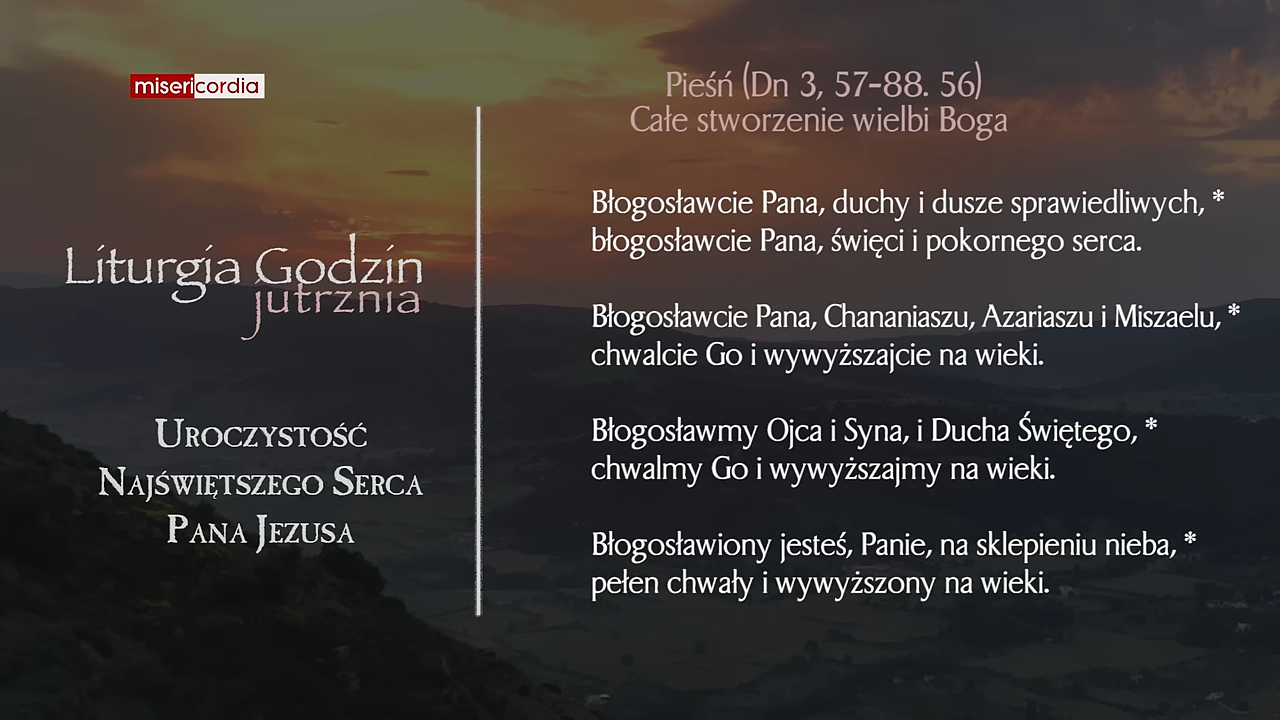 misericordia
Liturgia Godzin
jutrznia
Uroczystość
Najświętszego Serca
Pana Jezusa
Pieśń (Dn 3, 57-88. 56)
Całe stworzenie wielbi Boga
Błogosławcie Pana, duchy i dusze sprawiedliwych, *
błogosławcie Pana, święci i pokornego serca.
Błogosławcie Pana, Chananiaszu, Azariaszu i Miszaelu, *
chwalcie Go i wywyższajcie na wieki.
Błogosławmy Ojca i Syna, i Ducha Świętego, *
chwalmy Go i wywyższajmy na wieki.
Błogosławiony jesteś, Panie, na sklepieniu nieba, *
pełen chwały i wywyższony na wieki.